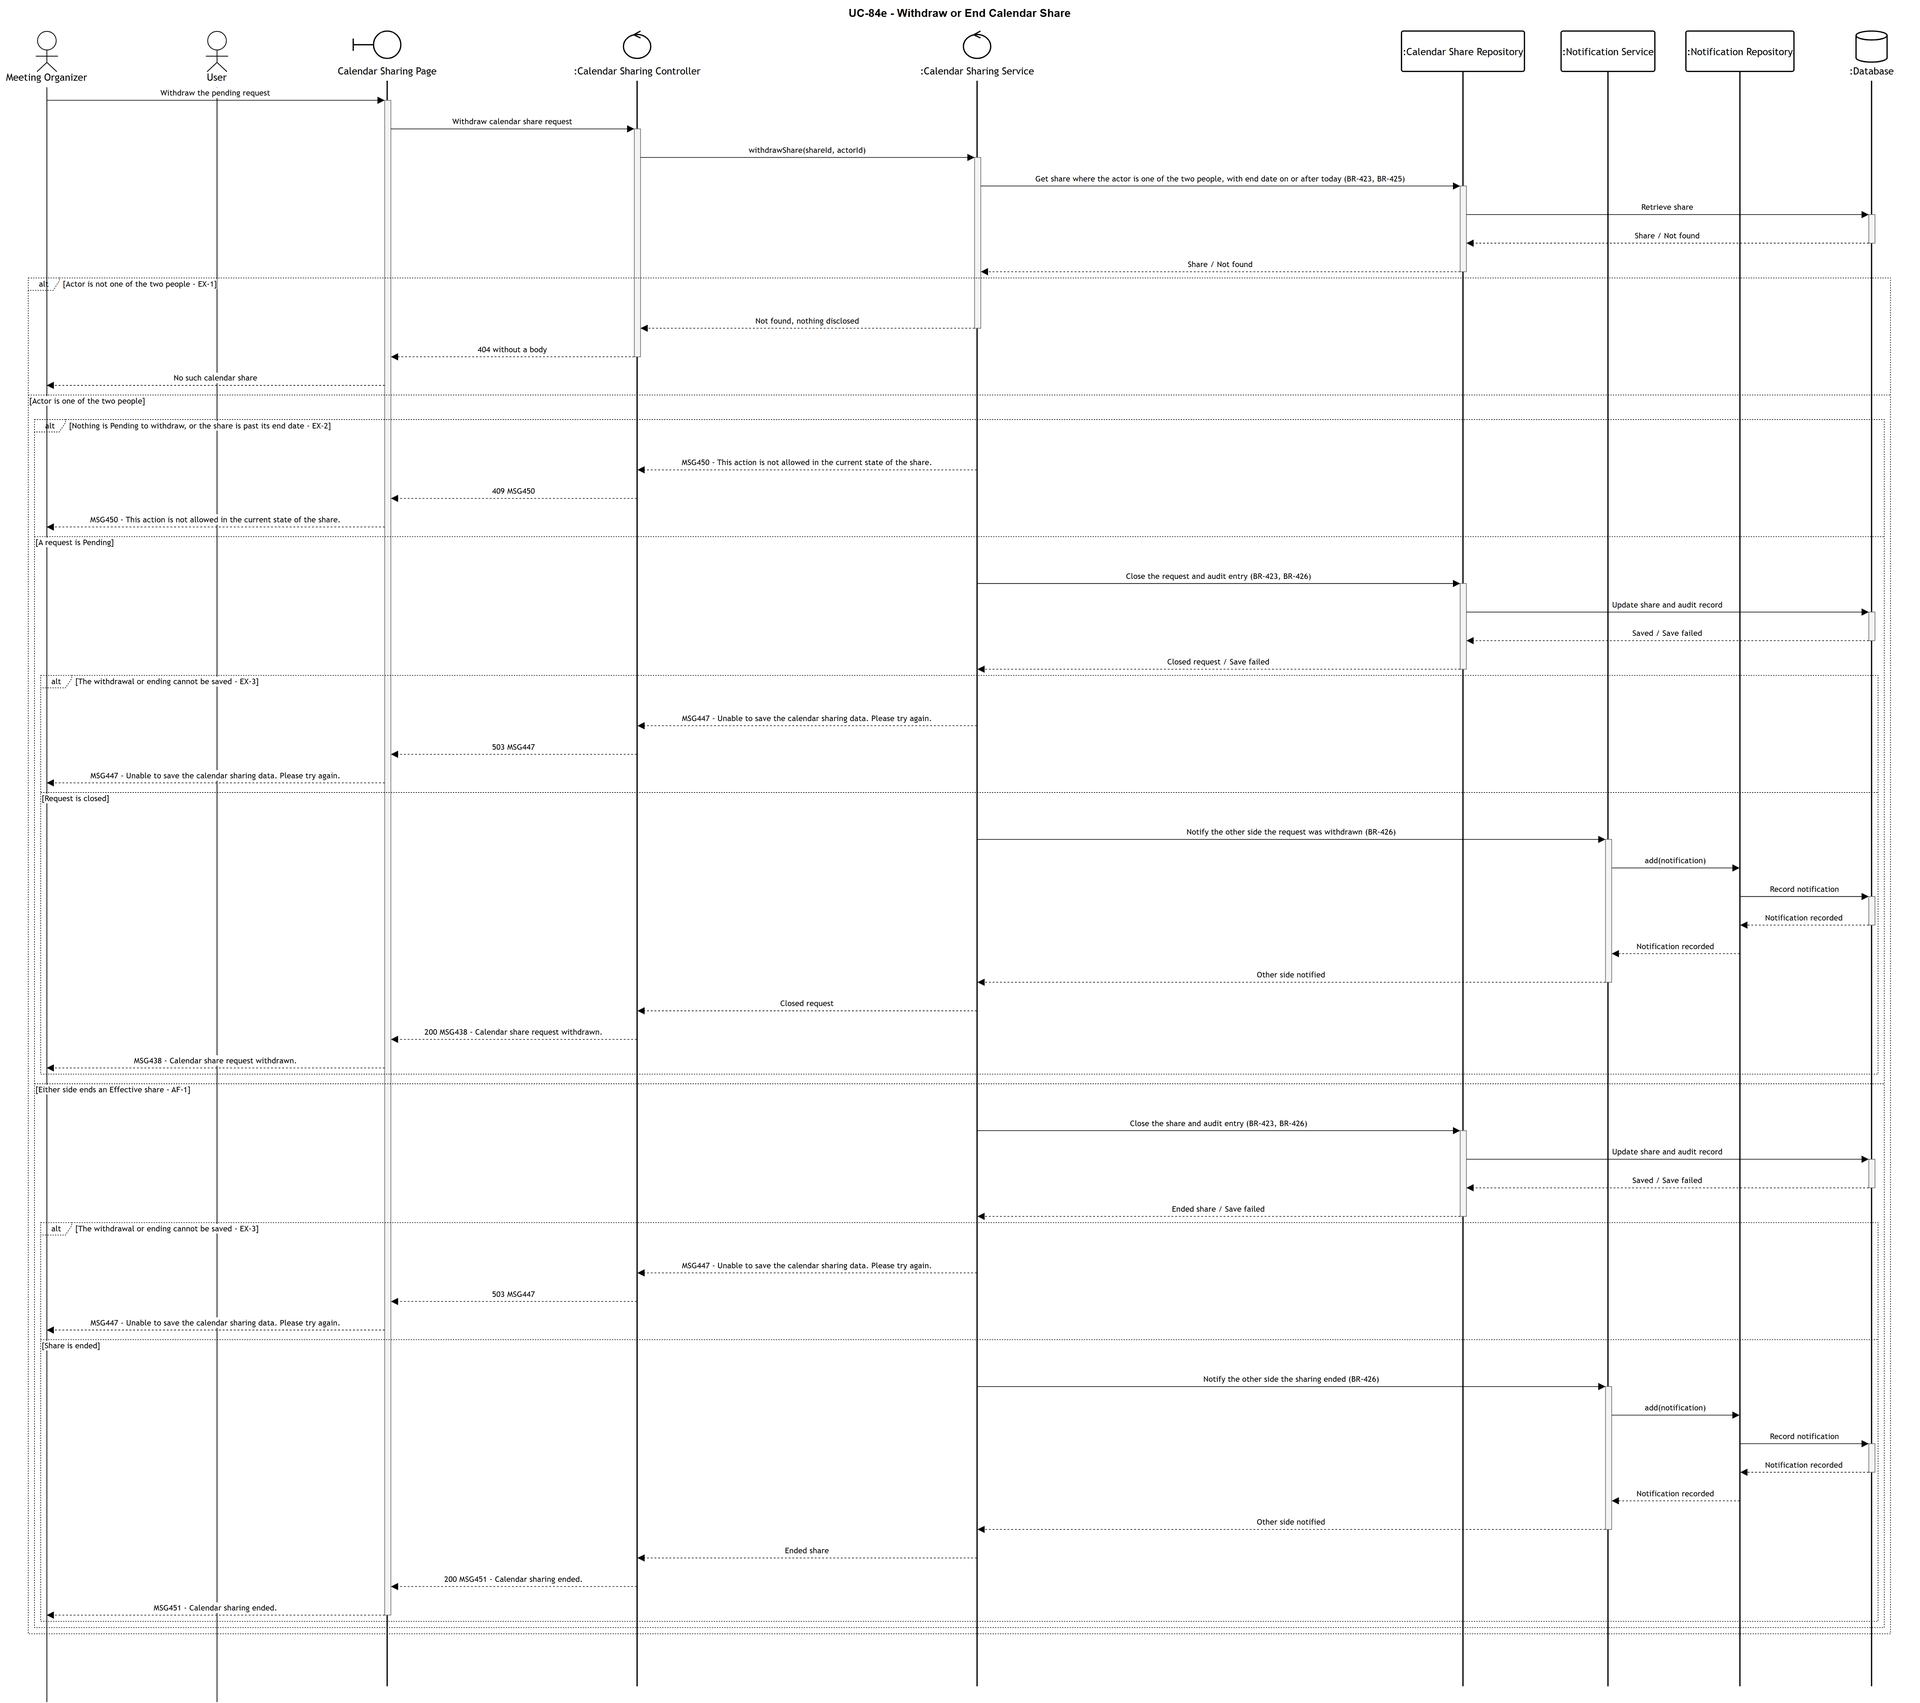 UC-84e - Withdraw or End Calendar Share
Meeting Organizer
User
Calendar Sharing Page
:Calendar Sharing Controller
:Calendar Sharing Service
:Calendar Share Repository
:Notification Service
:Notification Repository
:Database
Withdraw the pending request
Withdraw calendar share request
withdrawShare(shareId, actorId)
Get share where the actor is one of the two people, with end date on or after today (BR-423, BR-425)
Retrieve share
Share / Not found
Share / Not found
alt [Actor is not one of the two people - EX-1]
Not found, nothing disclosed
404 without a body
No such calendar share
[Actor is one of the two people]
alt [Nothing is Pending to withdraw, or the share is past its end date - EX-2]
MSG450 - This action is not allowed in the current state of the share.
409 MSG450
MSG450 - This action is not allowed in the current state of the share.
[A request is Pending]
Close the request and audit entry (BR-423, BR-426)
Update share and audit record
Saved / Save failed
Closed request / Save failed
alt [The withdrawal or ending cannot be saved - EX-3]
MSG447 - Unable to save the calendar sharing data. Please try again.
503 MSG447
MSG447 - Unable to save the calendar sharing data. Please try again.
[Request is closed]
Notify the other side the request was withdrawn (BR-426)
add(notification)
Record notification
Notification recorded
Notification recorded
Other side notified
Closed request
200 MSG438 - Calendar share request withdrawn.
MSG438 - Calendar share request withdrawn.
[Either side ends an Effective share - AF-1]
Close the share and audit entry (BR-423, BR-426)
Update share and audit record
Saved / Save failed
Ended share / Save failed
alt [The withdrawal or ending cannot be saved - EX-3]
MSG447 - Unable to save the calendar sharing data. Please try again.
503 MSG447
MSG447 - Unable to save the calendar sharing data. Please try again.
[Share is ended]
Notify the other side the sharing ended (BR-426)
add(notification)
Record notification
Notification recorded
Notification recorded
Other side notified
Ended share
200 MSG451 - Calendar sharing ended.
MSG451 - Calendar sharing ended.